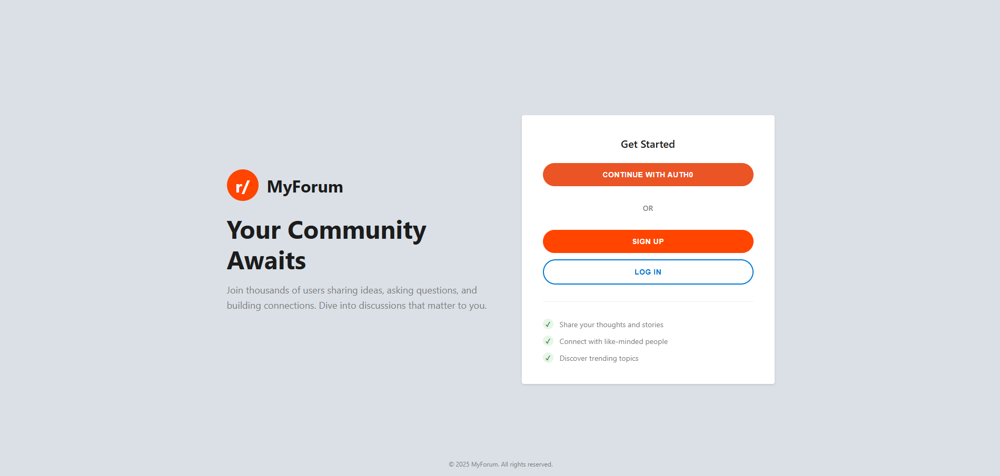 r/ MyForum
Your Community
Awaits
Join thousands of users sharing ideas, asking questions, and
building connections. Dive into discussions that matter to you.
Get Started
CONTINUE WITH AUTH0
OR
SIGN UP
LOG IN
Share your thoughts and stories
Connect with like-minded people
Discover trending topics
© 2025 MyForum. All rights reserved.